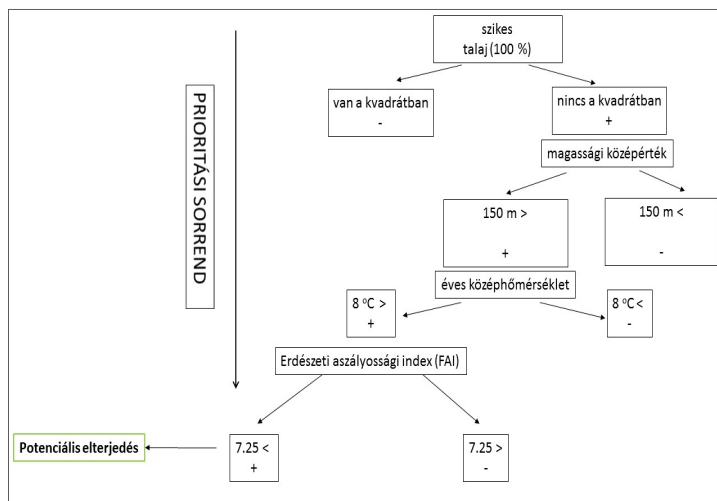 szikes
talaj (100 %)
van a kvadrátban
-
nincs a kvadrátban
+
magassági középérték
150 m >
+
150 m <
-
éves középhőmérséklet
8 °C >
+
8 °C <
-
Erdészeti aszályossági index (FAI)
7.25 <
+
7.25 >
-
Potenciális elterjedés
PRIORITÁSI SORREND